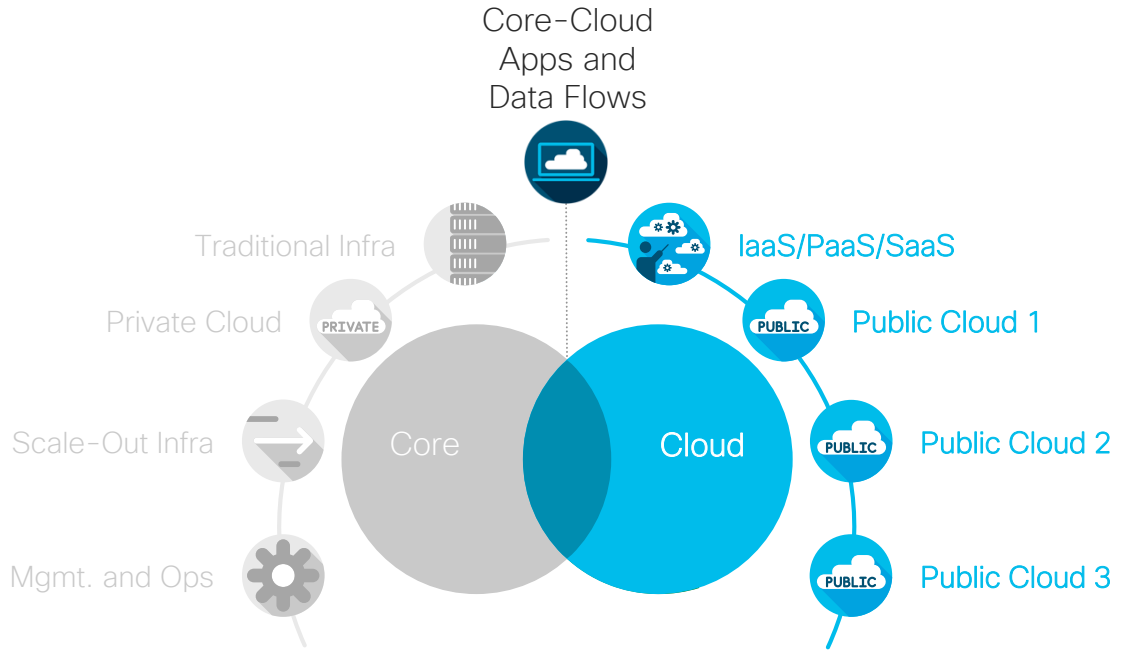 Core-Cloud
Apps and
Data Flows
Traditional Infra
IaaS/PaaS/SaaS
Private Cloud
PRIVATE
PUBLIC
Public Cloud 1
Scale-Out Infra
Core
Cloud
PUBLIC
Public Cloud 2
Mgmt. and Ops
PUBLIC
Public Cloud 3